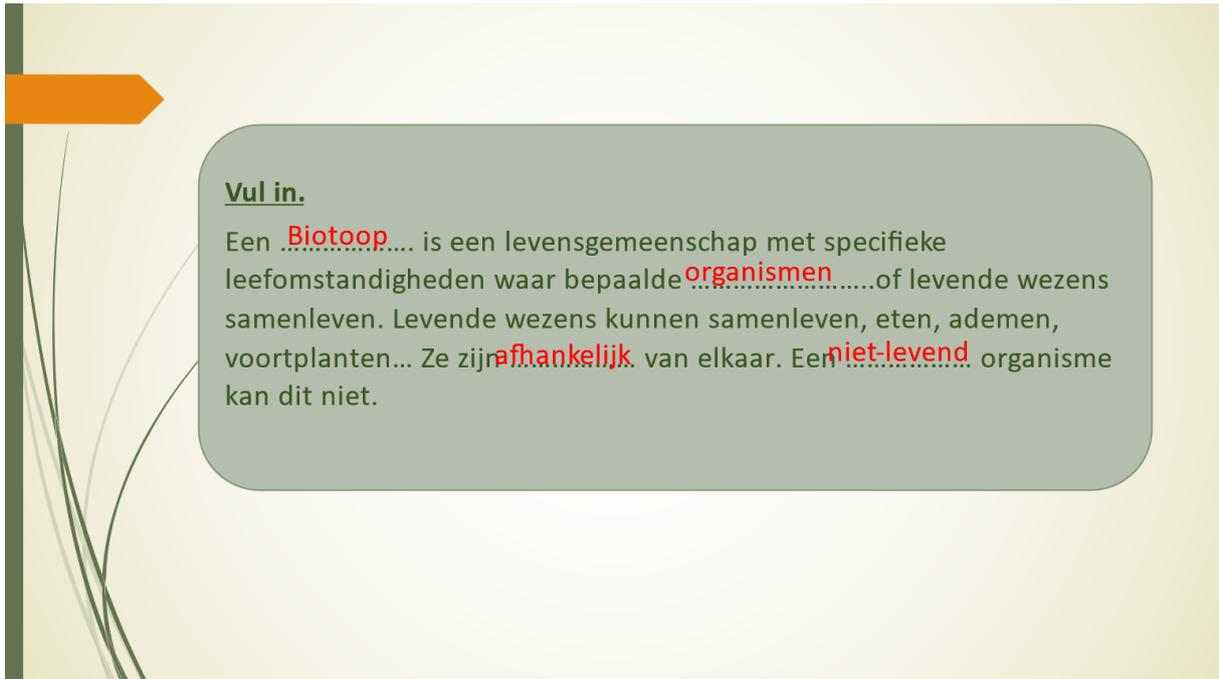 Vul in.
Een …Biotoop…. is een levensgemeenschap met specifieke
leefomstandigheden waar bepaalde organismen…..of levende wezens
samenleven. Levende wezens kunnen samenleven, eten, ademen,
voortplanten… Ze zijn afhankelijk van elkaar. Een niet-levend organisme
kan dit niet.